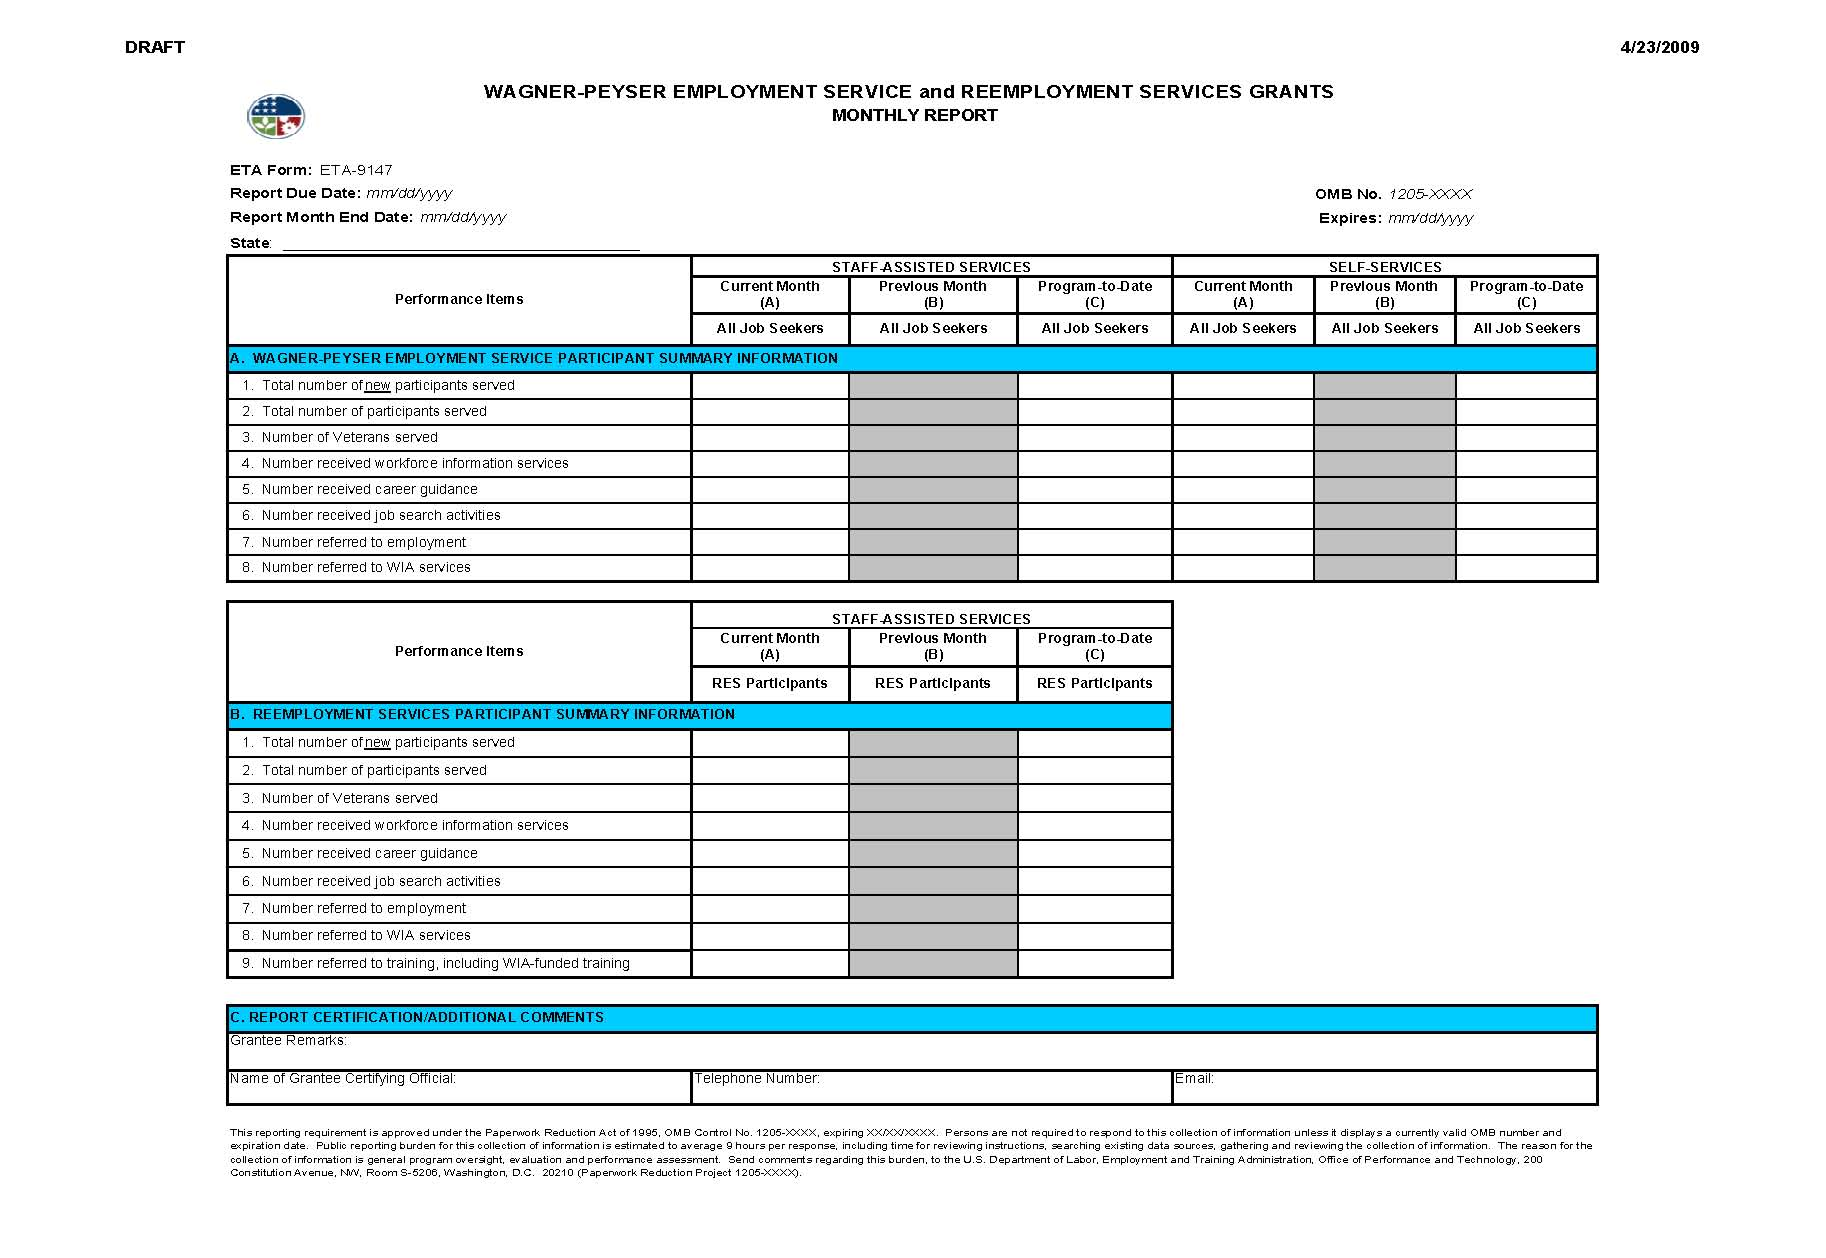 DRAFT 4/23/2009
WAGNER-PEYSER EMPLOYMENT SERVICE and REEMPLOYMENT SERVICES GRANTS
MONTHLY REPORT
ETA Form: ETA-9147
Report Due Date: mm/dd/yyyy OMB No. 1205-XXXX
Report Month End Date: mm/dd/yyyy Expires: mm/dd/yyyy
State:
STAFF-ASSISTED SERVICES SELF-SERVICES
Performance Items
Current Month Previous Month Program-to-Date Current Month Previous Month Program-to-Date
(A) (B) (C) (A) (B) (C)
All Job Seekers All Job Seekers All Job Seekers All Job Seekers All Job Seekers All Job Seekers
A. WAGNER-PEYSER EMPLOYMENT SERVICE PARTICIPANT SUMMARY INFORMATION
1. Total number of new participants served
2. Total number of participants served
3. Number of Veterans served
4. Number received workforce information services
5. Number received career guidance
6. Number received job search activities
7. Number referred to employment
8. Number referred to WIA services
STAFF-ASSISTED SERVICES
Performance Items
Current Month Previous Month Program-to-Date
(A) (B) (C)
RES Participants RES Participants RES Participants
B. REEMPLOYMENT SERVICES PARTICIPANT SUMMARY INFORMATION
1. Total number of new participants served
2. Total number of participants served
3. Number of Veterans served
4. Number received workforce information services
5. Number received career guidance
6. Number received job search activities
7. Number referred to employment
8. Number referred to WIA services
9. Number referred to training, including WIA-funded training
C. REPORT CERTIFICATION/ADDITIONAL COMMENTS
Grantee Remarks:
Name of Grantee Certifying Official: Telephone Number: Email:
This reporting requirement is approved under the Paperwork Reduction Act of 1995, OMB Control No. 1205-XXXX, expiring XX/XX/XXXX. Persons are not required to respond to this collection of information unless it displays a currently valid OMB number and
expiration date. Public reporting burden for this collection of information is estimated to average 9 hours per response, including time for reviewing instructions, searching existing data sources, gathering and reviewing the collection of information. The reason for the
collection of information is general program oversight, evaluation and performance assessment. Send comments regarding this burden, to the U.S. Department of Labor, Employment and Training Administration, Office of Performance and Technology, 200
Constitution Avenue, NW, Room S-5206, Washington, D.C. 20210 (Paperwork Reduction Project 1205-XXXX).